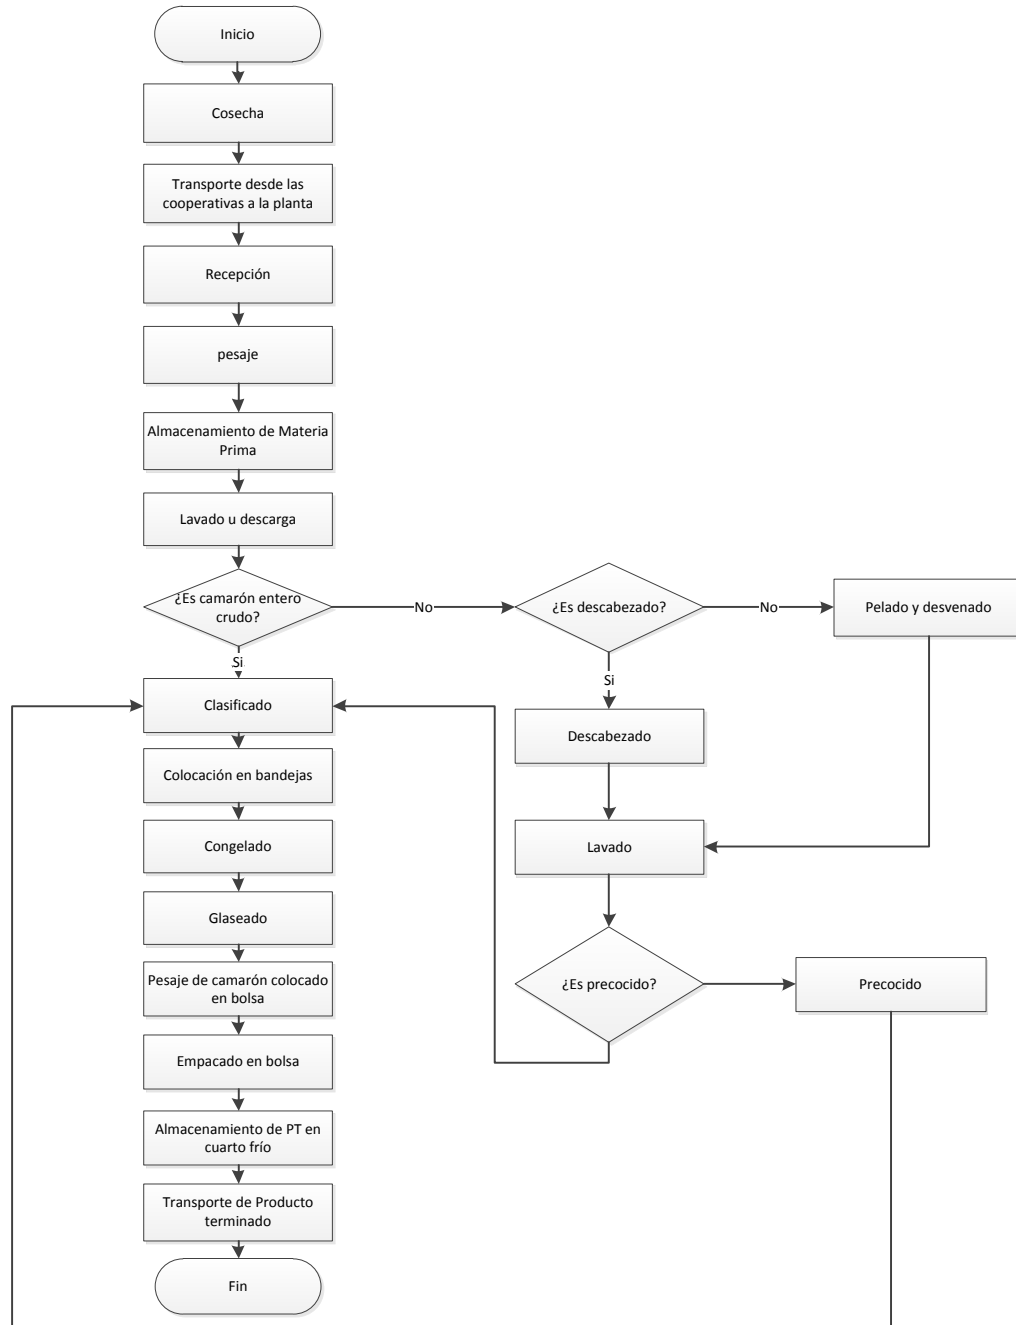 Inicio
Cosecha
Transporte desde las
cooperativas a la planta
Recepción
pesaje
Almacenamiento de Materia
Prima
Lavado u descarga
¿Es camarón entero
crudo?
No
¿Es descabezado?
No
Pelado y desvenado
Si
Si
Clasificado
Descabezado
Colocación en bandejas
Congelado
Lavado
Glaseado
Pesaje de camarón colocado
en bolsa
¿Es precocido?
Precocido
Empacado en bolsa
Almacenamiento de PT en
cuarto frío
Transporte de Producto
terminado
Fin